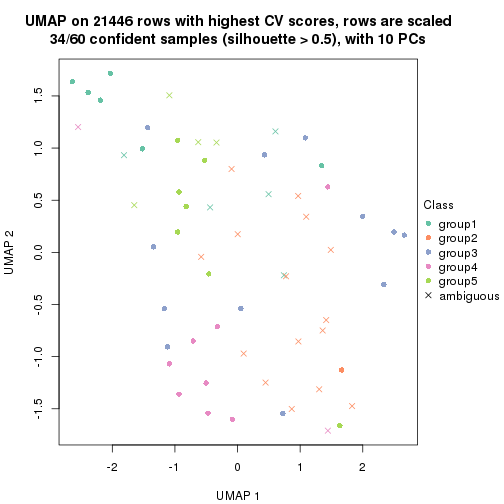 UMAP on 21446 rows with highest CV scores, rows are scaled
34/60 confident samples (silhouette > 0.5), with 10 PCs
1.5
1.0
0.5
0.0
-0.5
-1.0
-1.5
UMAP 2
-2
-1
0
1
2
UMAP 1
Class
group1
group2
group3
group4
group5
ambiguous